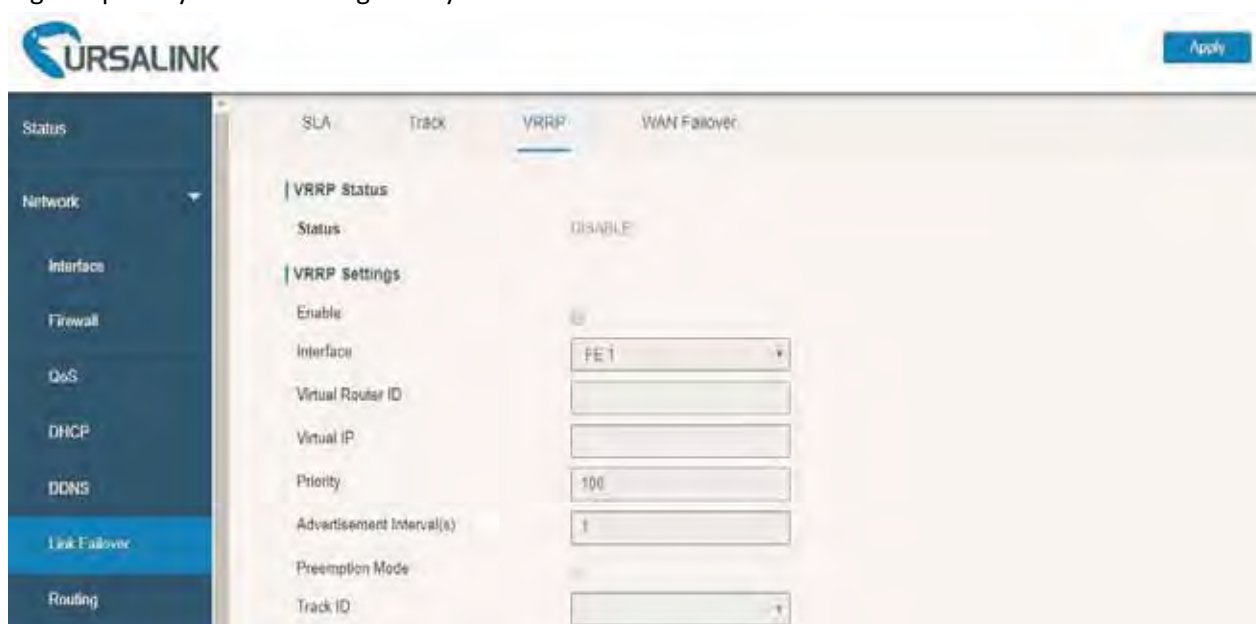 URSALINK
Apply
Status
SLA Track VRRP WAN Failover
Network
VRRP Status
Status DISABLE
Interface
VRRP Settings
Firewall
Enable
Interface FE 1
QoS
Virtual Router ID
DHCP
Virtual IP
DDNS
Priority 100
Advertisement Interval(s) 1
Link Failover
Preemption Mode
Routing
Track ID